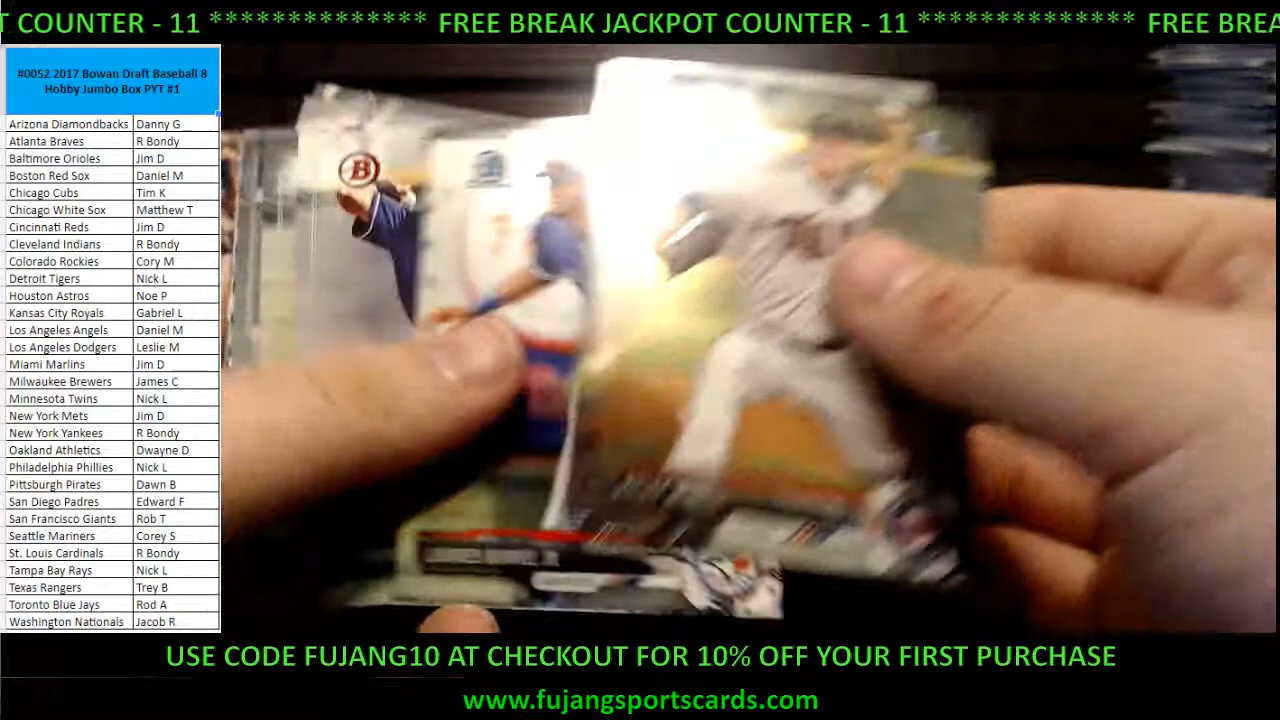 T COUNTER - 11 ************** FREE BREAK JACKPOT COUNTER - 11 ************** FREE BREA
#0052 2017 Bowan Draft Baseball 8
Hobby Jumbo Box PYT #1
Arizona Diamondbacks Danny G
Atlanta Braves R Bondy
Baltimore Orioles Jim D
Boston Red Sox Daniel M
Chicago Cubs Tim K
Chicago White Sox Matthew T
Cincinnati Reds Jim D
Cleveland Indians R Bondy
Colorado Rockies Cory M
Detroit Tigers Nick L
Houston Astros Noe P
Kansas City Royals Gabriel L
Los Angeles Angels Daniel M
Los Angeles Dodgers Leslie M
Miami Marlins Jim D
Milwaukee Brewers James C
Minnesota Twins Nick L
New York Mets Jim D
New York Yankees R Bondy
Oakland Athletics Dwayne D
Philadelphia Phillies Nick L
Pittsburgh Pirates Dawn B
San Diego Padres Edward F
San Francisco Giants Rob T
Seattle Mariners Corey S
St. Louis Cardinals R Bondy
Tampa Bay Rays Nick L
Texas Rangers Trey B
Toronto Blue Jays Rod A
Washington Nationals Jacob R
B
USE CODE FUJANG10 AT CHECKOUT FOR 10% OFF YOUR FIRST PURCHASE
www.fujangsportscards.com